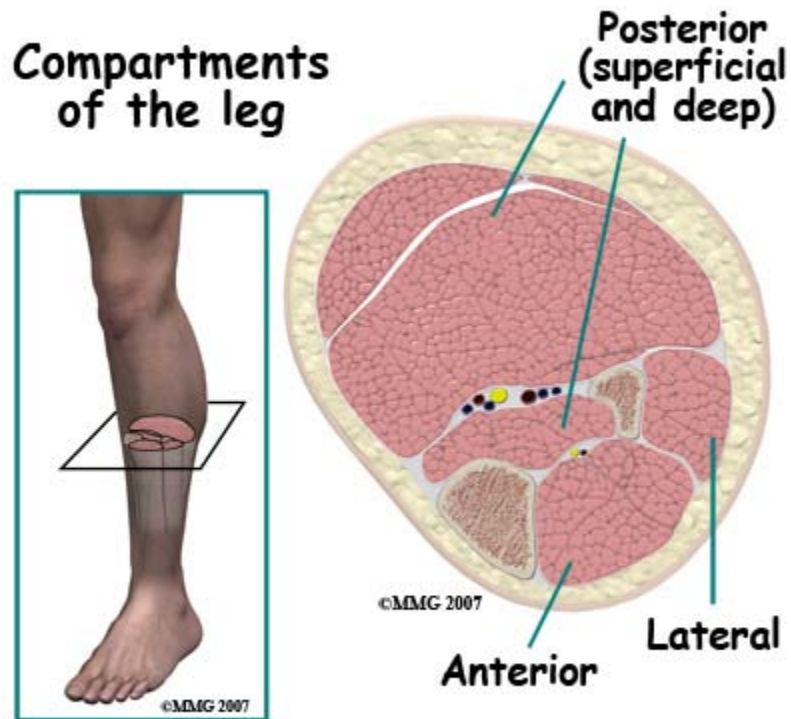 Compartments
of the leg
Posterior
(superficial
and deep)
©MMG 2007
Lateral
Anterior
©MMG 2007